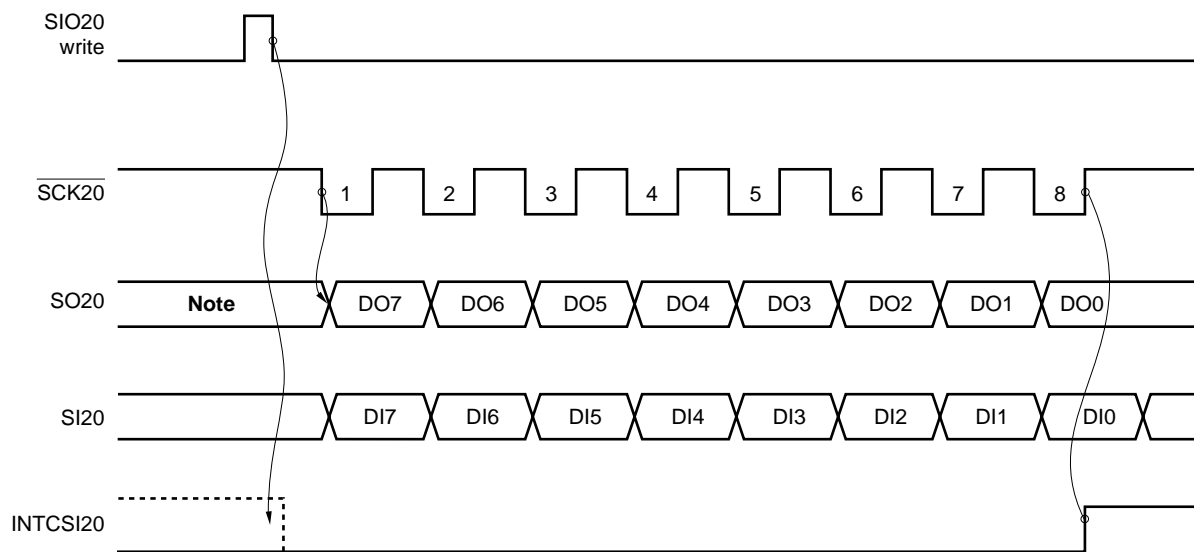 SIO20
write
SCK20
1 2 3 4 5 6 7 8
SO20
Note DO7 DO6 DO5 DO4 DO3 DO2 DO1 DO0
SI20
DI7 DI6 DI5 DI4 DI3 DI2 DI1 DI0
INTCSI20